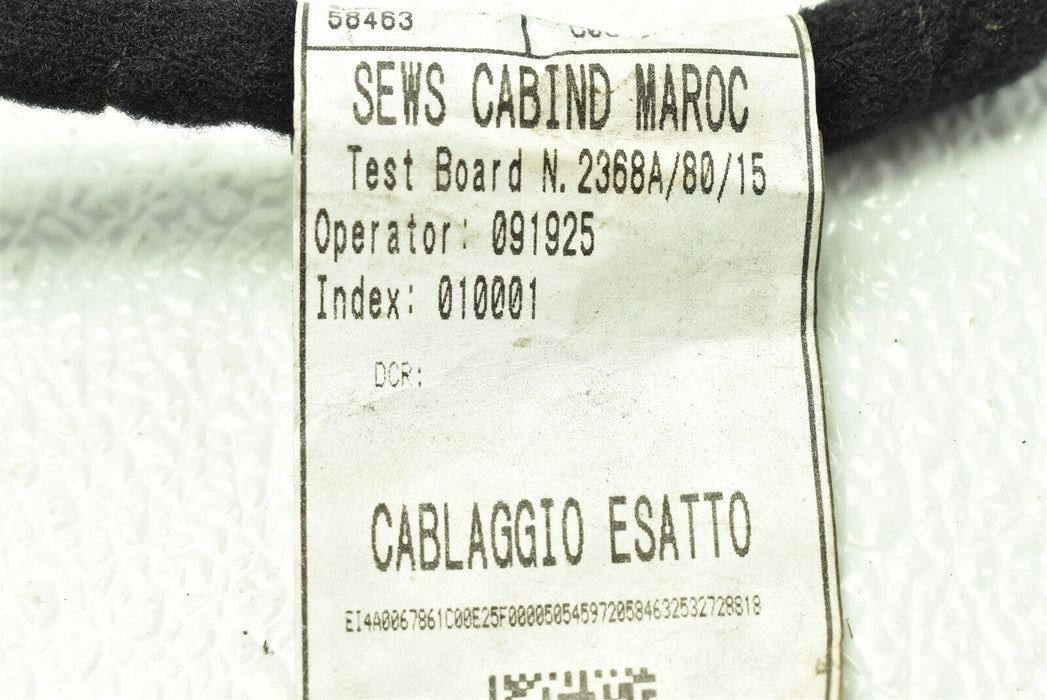 58463
SEWS CABIND MAROC
Test Board N.2368A/80/15
Operator: 091925
Index: 010001
DCR:
CABLAGGIO ESATTO
EI4A0067861C00E25F0000505459720584632532728818